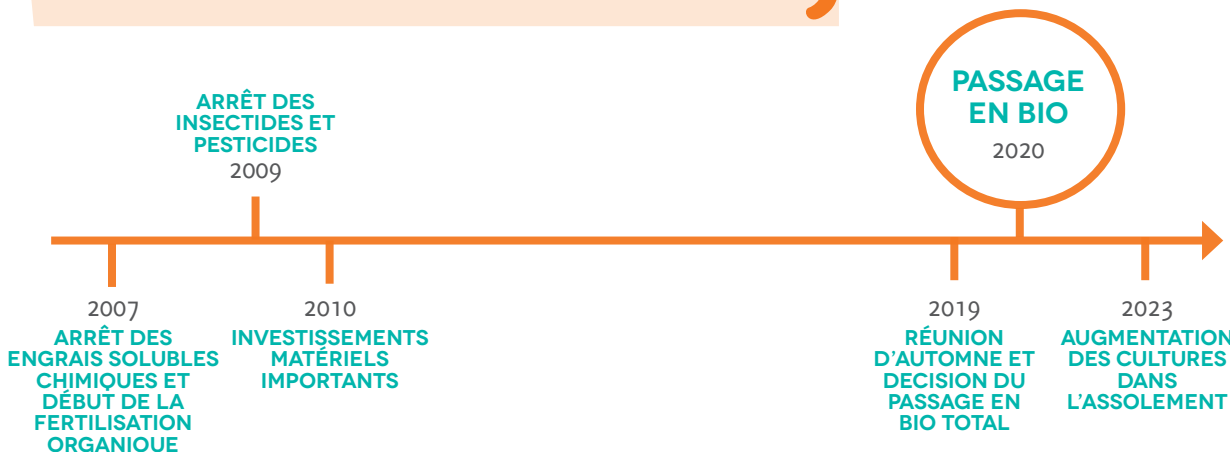 ARRÊT DES
INSECTIDES ET
PESTICIDES
2009
PASSAGE
EN BIO
2020
2007
ARRÊT DES
ENGRAIS SOLUBLES
CHIMIQUES ET
DÉBUT DE LA
FERTILISATION
ORGANIQUE
2010
INVESTISSEMENTS
MATÉRIELS
IMPORTANTS
2019
RÉUNION
D'AUTOMNE ET
DECISION DU
PASSAGE EN
BIO TOTAL
2023
AUGMENTATION
DES CULTURES
DANS
L'ASSOLEMENT